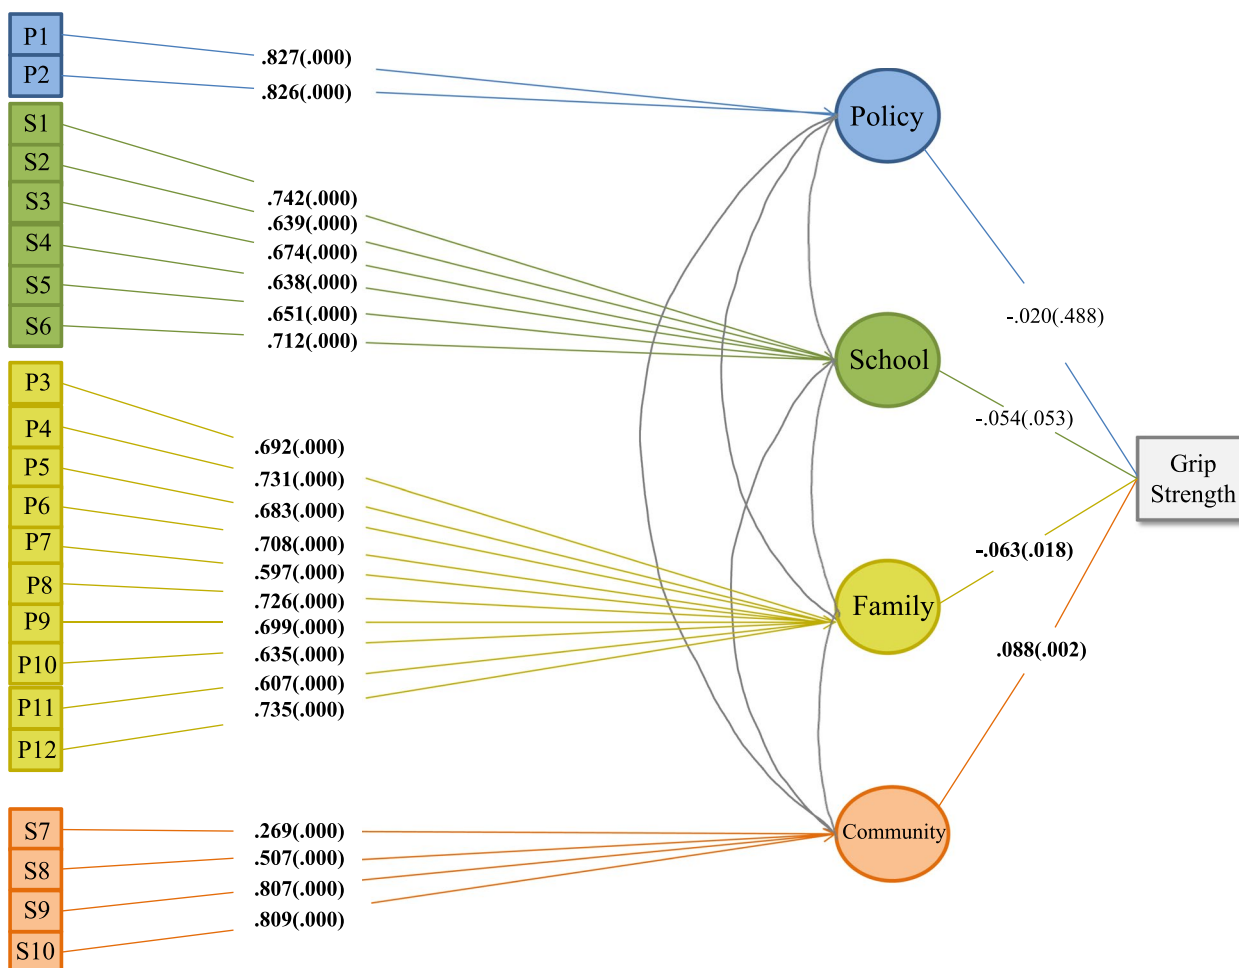 P1
P2
S1
S2
S3
S4
S5
S6
P3
P4
P5
P6
P7
P8
P9
P10
P11
P12
S7
S8
S9
S10
.827(.000)
.826(.000)
.742(.000)
.639(.000)
.674(.000)
.638(.000)
.651(.000)
.712(.000)
.692(.000)
.731(.000)
.683(.000)
.708(.000)
.597(.000)
.726(.000)
.699(.000)
.635(.000)
.607(.000)
.735(.000)
.269(.000)
.507(.000)
.807(.000)
.809(.000)
Policy
School
Family
Community
-.020(.488)
-.054(.053)
-.063(.018)
.088(.002)
Grip
Strength